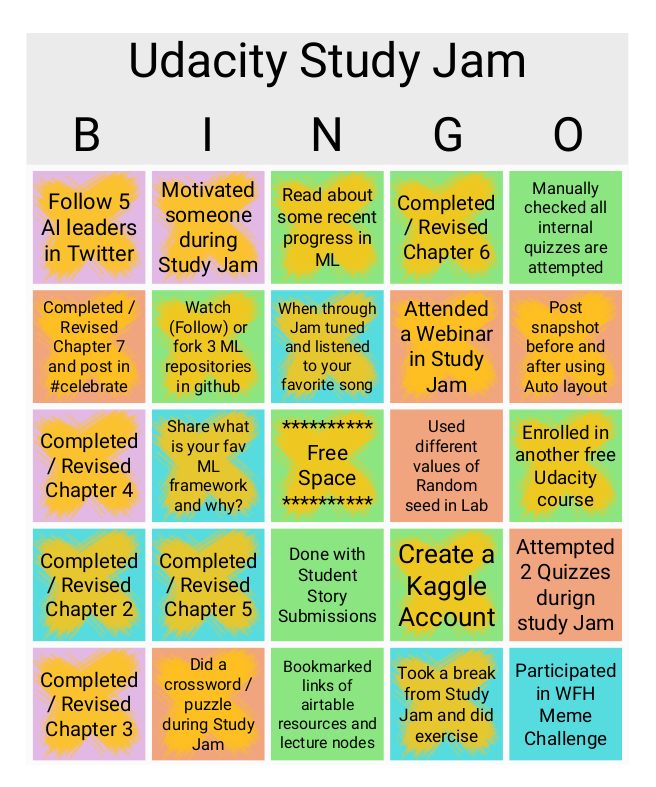 Udacity Study Jam
B I N G O
Follow 5
AI leaders
in Twitter
Motivated
someone
during
Study Jam
Read about
some recent
progress in
ML
Completed
/ Revised
Chapter 6
Manually
checked all
internal
quizzes are
attempted
Completed /
Revised
Chapter 7
and post in
#celebrate
Watch
(Follow) or
fork 3 ML
repositories
in github
When through
Jam tuned
and listened
to your
favorite song
Attended
a Webinar
in Study
Jam
Post
snapshot
before and
after using
Auto layout
Completed
/ Revised
Chapter 4
Share what
is your fav
ML
framework
and why?
**********
Free
Space
**********
Used
different
values of
Random
seed in Lab
Enrolled in
another free
Udacity
course
Completed
/ Revised
Chapter 2
Completed
/ Revised
Chapter 5
Done with
Student
Story
Submissions
Create a
Kaggle
Account
Attempted
2 Quizzes
durign
study Jam
Completed
/ Revised
Chapter 3
Did a
crossword /
puzzle
during Study
Jam
Bookmarked
links of
airtable
resources and
lecture nodes
Took a break
from Study
Jam and did
exercise
Participated
in WFH
Meme
Challenge